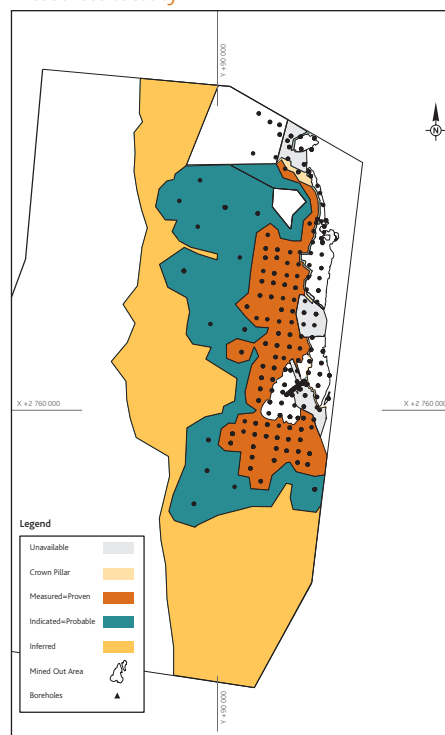 Y +90 000
N
X +2 760 000
X +2 760 000
Legend
Unavailable
Crown Pillar
Measured=Proven
Indicated=Probable
Inferred
Mined Out Area
Boreholes
Y +90 000